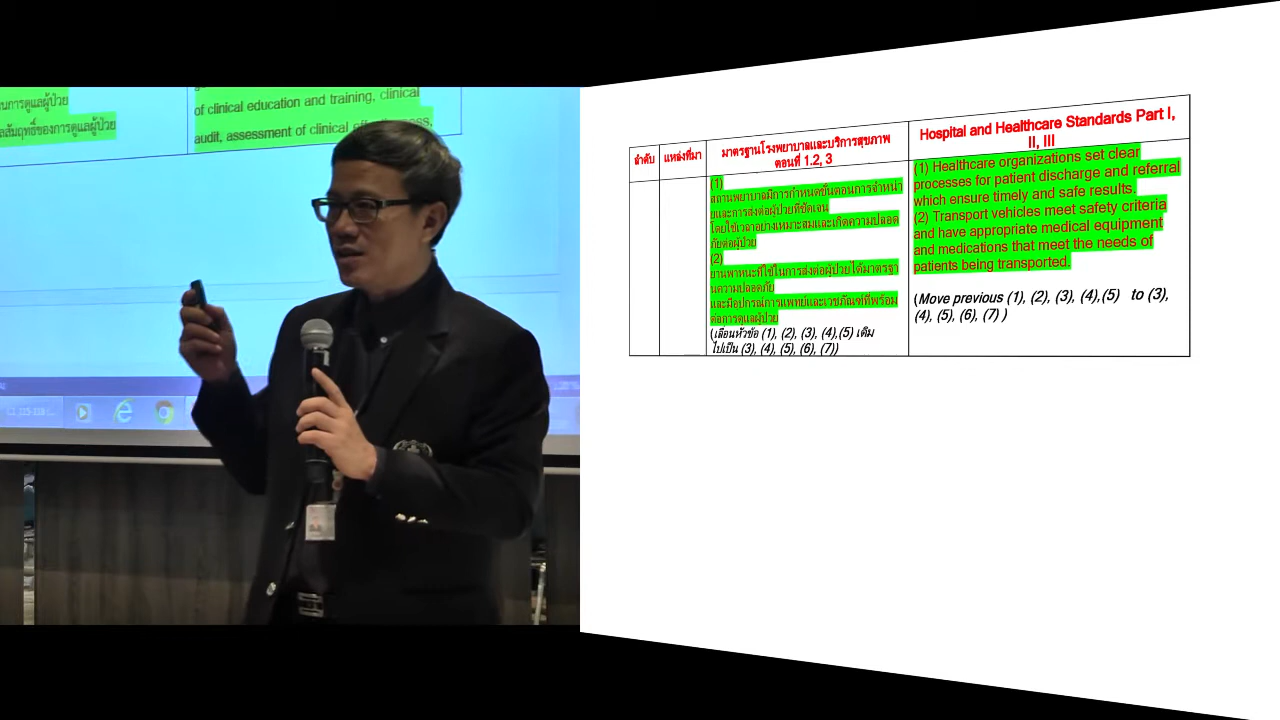 นการดูแลผู้ป่วย
ลสัมฤทธิ์ของการดูแลผู้ป่วย
of clinical education and training, clinical
audit, assessment of clinical
ลำดับ
แหล่งที่มา
มาตรฐานโรงพยาบาลและบริการสุขภาพ
ตอนที่ 1.2, 3
Hospital and Healthcare Standards Part I,
II, III
(1)
สถานพยาบาลมีการกำหนดขั้นตอนการจำหน่า
ยและการส่งต่อผู้ป่วยที่ชัดเจน
โดยใช้เวลาอย่างเหมาะสมและเกิดความปลอด
ภัยต่อผู้ป่วย
(2)
ยานพาหนะที่ใช้ในการส่งต่อผู้ป่วยได้มาตรฐา
นความปลอดภัย
และมีอุปกรณ์การแพทย์และเวชภัณฑ์ที่พร้อม
ต่อการดูแลผู้ป่วย
(เลื่อนหัวข้อ (1), (2), (3), (4),(5) เดิม
ไปเป็น (3), (4), (5), (6), (7))
(1) Healthcare organizations set clear
processes for patient discharge and referral
which ensure timely and safe results.
(2) Transport vehicles meet safety criteria
and have appropriate medical equipment
and medications that meet the needs of
patients being transported.
(Move previous (1), (2), (3), (4),(5) to (3),
(4), (5), (6), (7) )